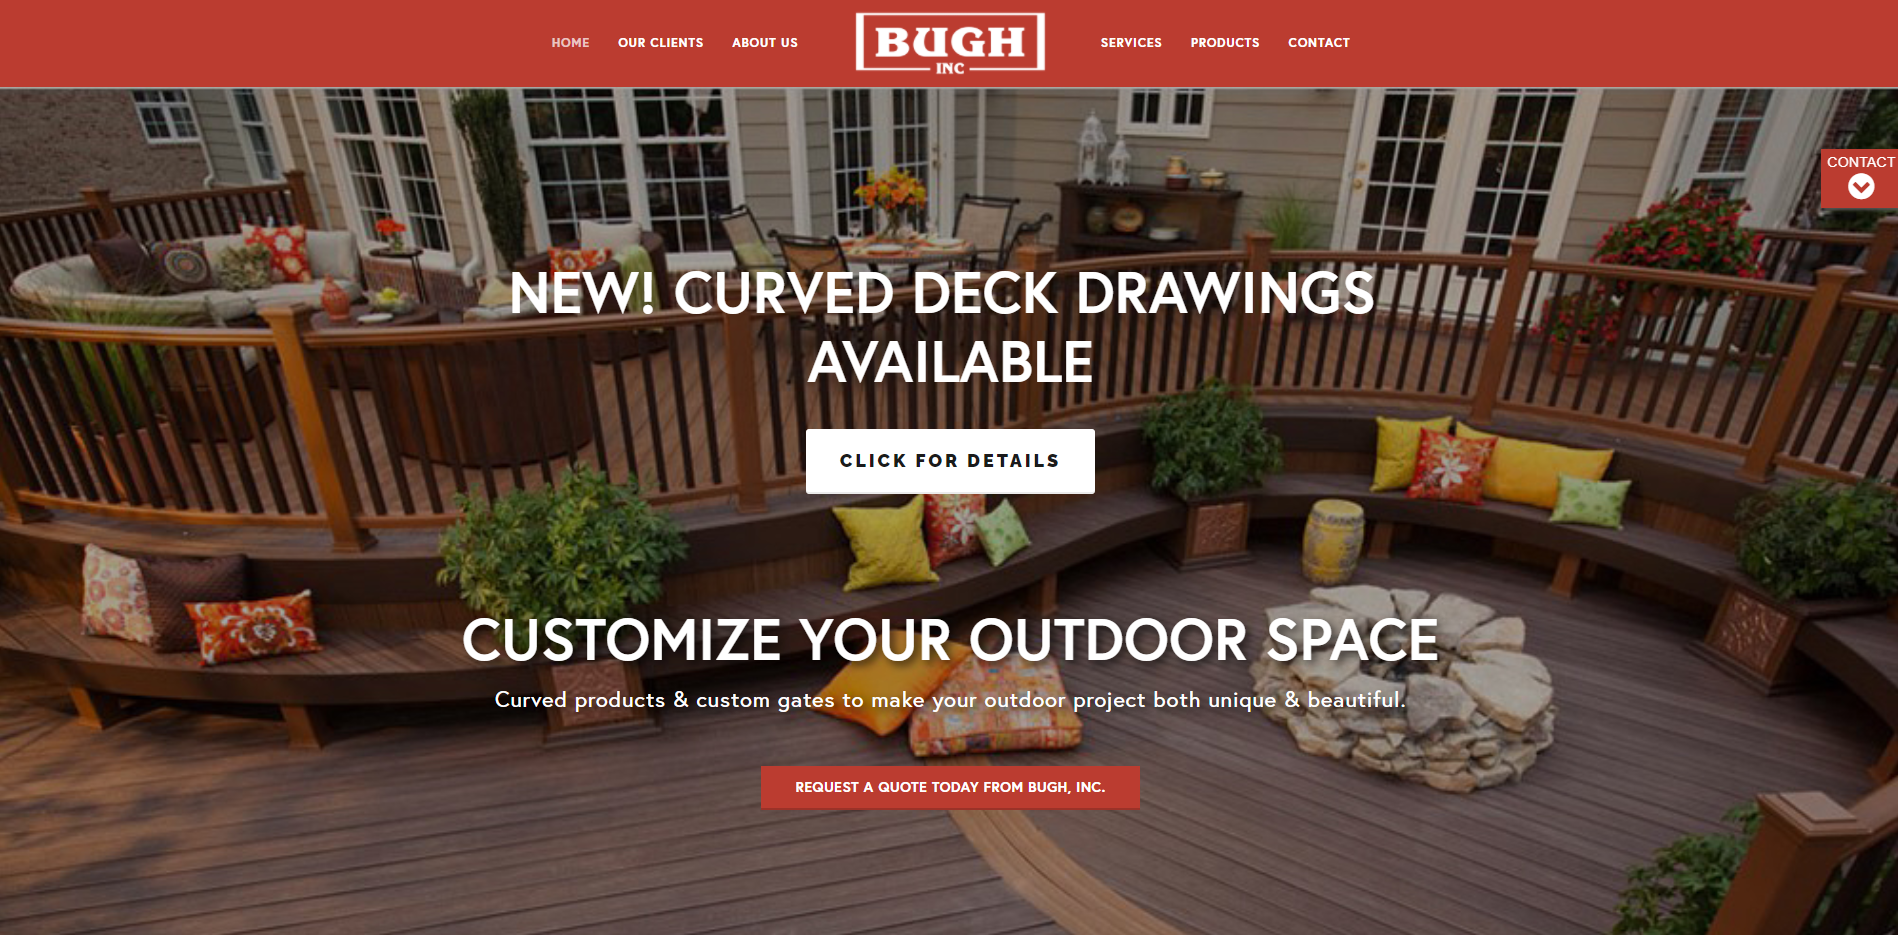 HOME
OUR CLIENTS
ABOUT US
BUGH
INC
SERVICES
PRODUCTS
CONTACT
CONTACT
NEW! CURVED DECK DRAWINGS
AVAILABLE
CLICK FOR DETAILS
CUSTOMIZE YOUR OUTDOOR SPACE
Curved products & custom gates to make your outdoor project both unique & beautiful.
REQUEST A QUOTE TODAY FROM BUGH, INC.